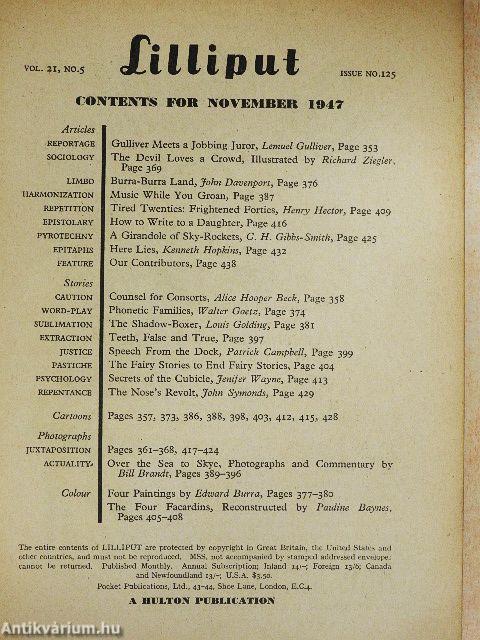 VOL. 21, NO.5 Lilliput ISSUE NO.125
CONTENTS FOR NOVEMBER 1947
Articles
REPORTAGE Gulliver Meets a Jobbing Juror, Lemuel Gulliver, Page 353
SOCIOLOGY The Devil Loves a Crowd, Illustrated by Richard Ziegler,
Page 369
LIMBO Burra-Burra Land, John Davenport, Page 376
HARMONIZATION Music While You Groan, Page 387
REPETITION Tired Twenties: Frightened Forties, Henry Hector, Page 409
EPISTOLARY How to Write to a Daughter, Page 416
PYROTECHNY A Girandole of Sky-Rockets, C. H. Gibbs-Smith, Page 425
EPITAPHS Here Lies, Kenneth Hopkins, Page 432
FEATURE Our Contributors, Page 438
Stories
CAUTION Counsel for Consorts, Alice Hooper Beck, Page 358
WORD-PLAY Phonetic Families, Walter Goetz, Page 374
SUBLIMATION The Shadow-Boxer, Louis Golding, Page 381
EXTRACTION Teeth, False and True, Page 397
JUSTICE Speech From the Dock, Patrick Campbell, Page 399
PASTICHE The Fairy Stories to End Fairy Stories, Page 404
PSYCHOLOGY Secrets of the Cubicle, Jenifer Wayne, Page 413
REPENTANCE The Nose's Revolt, John Symonds, Page 429
Cartoons Pages 357, 373, 386, 388, 398, 403, 412, 415, 428
Photographs
JUXTAPOSITION Pages 361-368, 417-424
ACTUALITY Over the Sea to Skye, Photographs and Commentary by
Bill Brandt, Pages 389-396
Colour Four Paintings by Edward Burra, Pages 377-380
The Four Facardins, Reconstructed by Pauline Baynes,
Pages 405-408
The entire contents of LILLIPUT are protected by copyright in Great Britain, the United States and
other countries, and must not be reproduced. MSS. not accompanied by stamped addressed envelope
cannot be returned. Published Monthly. Annual Subscription; Inland 14/-; Foreign 13/6; Canada
and Newfoundland 13/-; U.S.A. $3.50.
Pocket Publications, Ltd., 43-44, Shoe Lane, London, E.C.4.
A HULTON PUBLICATION
Antikvárium.hu